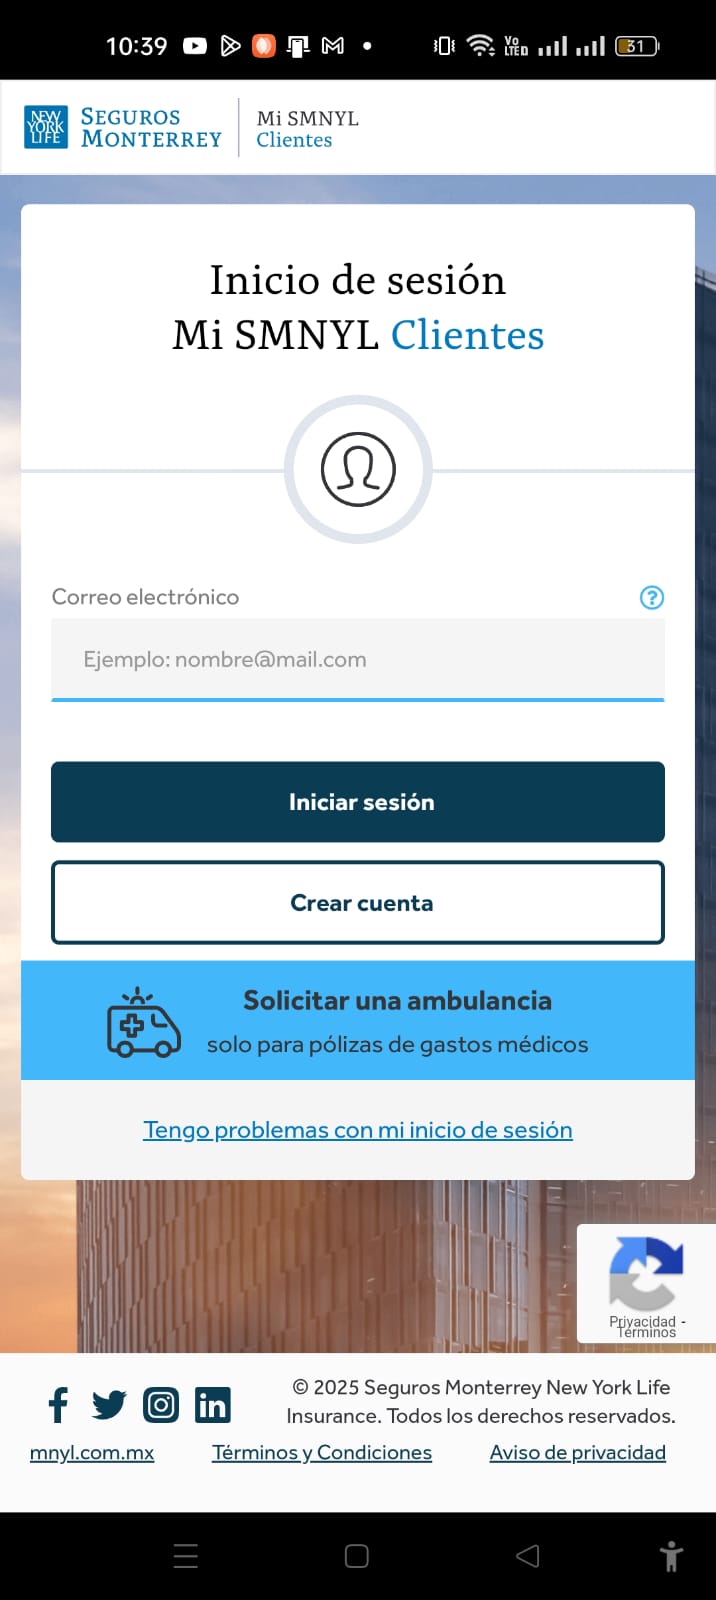 10:39
Vo
LTED
31
NEW
YORK
LIFE
SEGUROS
MONTERREY
Mi SMNYL
Clientes
Inicio de sesión
Mi SMNYL Clientes
Correo electrónico
?
Ejemplo: nombre@mail.com
Iniciar sesión
Crear cuenta
Solicitar una ambulancia
solo para pólizas de gastos médicos
Tengo problemas con mi inicio de sesión
Privacidad -
Términos
© 2025 Seguros Monterrey New York Life
Insurance. Todos los derechos reservados.
mnyl.com.mx
Términos y Condiciones
Aviso de privacidad